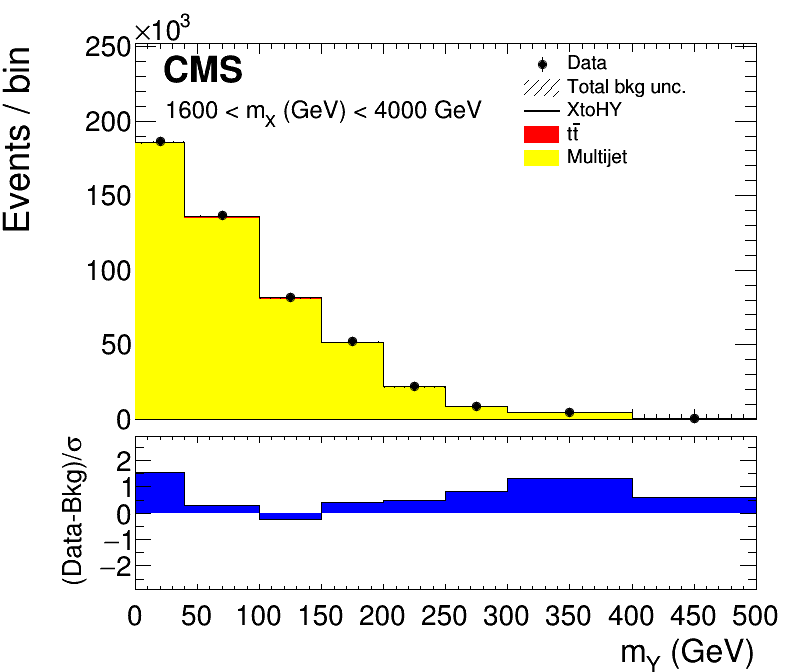 ×10³
250
200
150
100
50
0
Events / bin
CMS
1600 < m_X (GeV) < 4000 GeV
Data
Total bkg unc.
XtoHY
tt̅
Multijet
(Data-Bkg)/σ
2
1
0
−1
−2
0 50 100 150 200 250 300 350 400 450 500
m_Y (GeV)